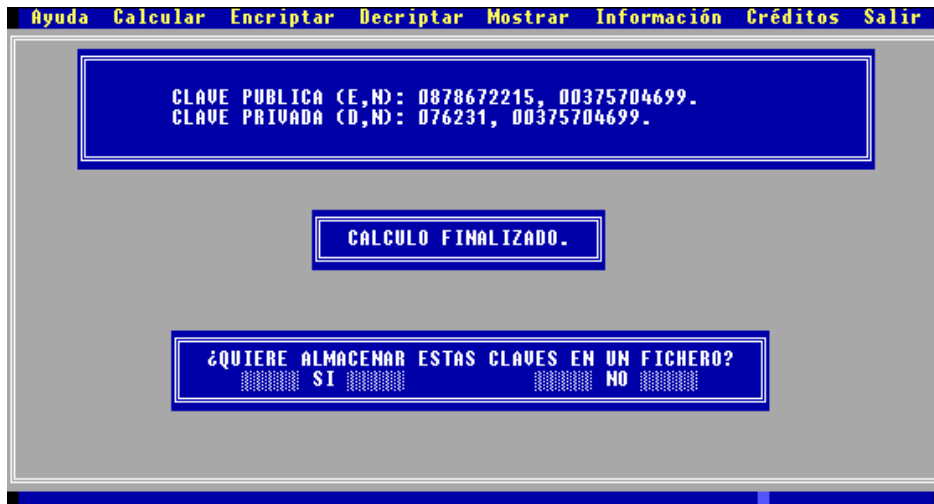 Ayuda Calcular Encriptar Decriptar Mostrar Información Créditos Salir
CLAVE PUBLICA (E,N): 0878672215, 00375704699.
CLAVE PRIVADA (D,N): 076231, 00375704699.
CALCULO FINALIZADO.
¿QUIERE ALMACENAR ESTAS CLAVES EN UN FICHERO?
SI NO